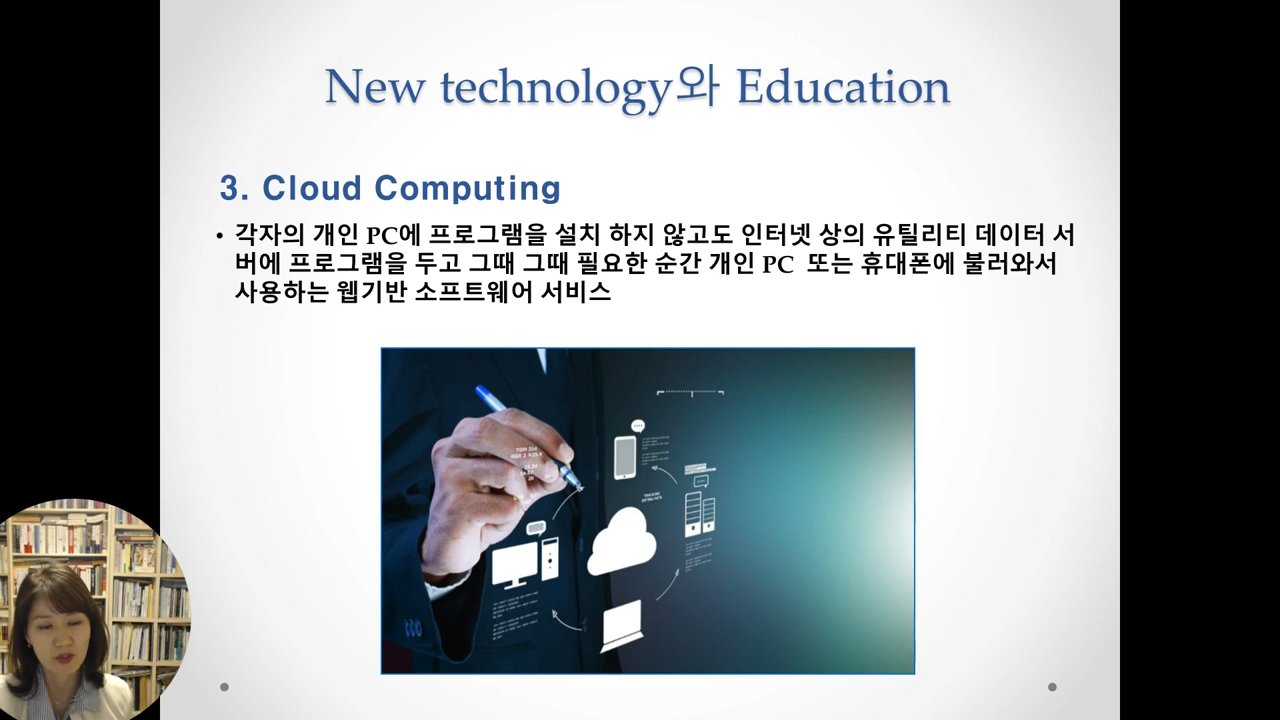 New technology와 Education
3. Cloud Computing
• 각자의 개인 PC에 프로그램을 설치 하지 않고도 인터넷 상의 유틸리티 데이터 서
버에 프로그램을 두고 그때 그때 필요한 순간 개인 PC 또는 휴대폰에 불러와서
사용하는 웹기반 소프트웨어 서비스